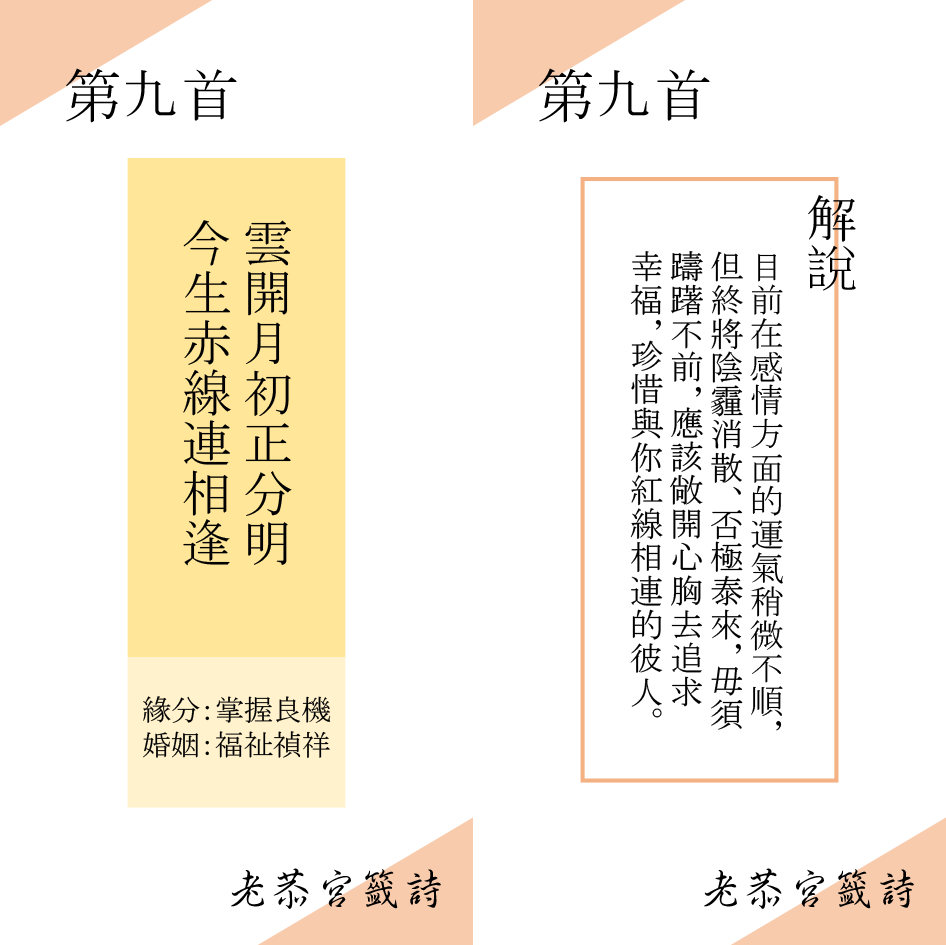 第九首
雲開月初正分明
今生赤線連相逢
緣分:掌握良機
婚姻:福祉禎祥
老恭宮籤詩
第九首
解說
目前在感情方面的運氣稍微不順,
但終將陰霾消散、否極泰來,毋須
躊躇不前,應該敞開心胸去追求
幸福,珍惜與你紅線相連的彼人。
老恭宮籤詩